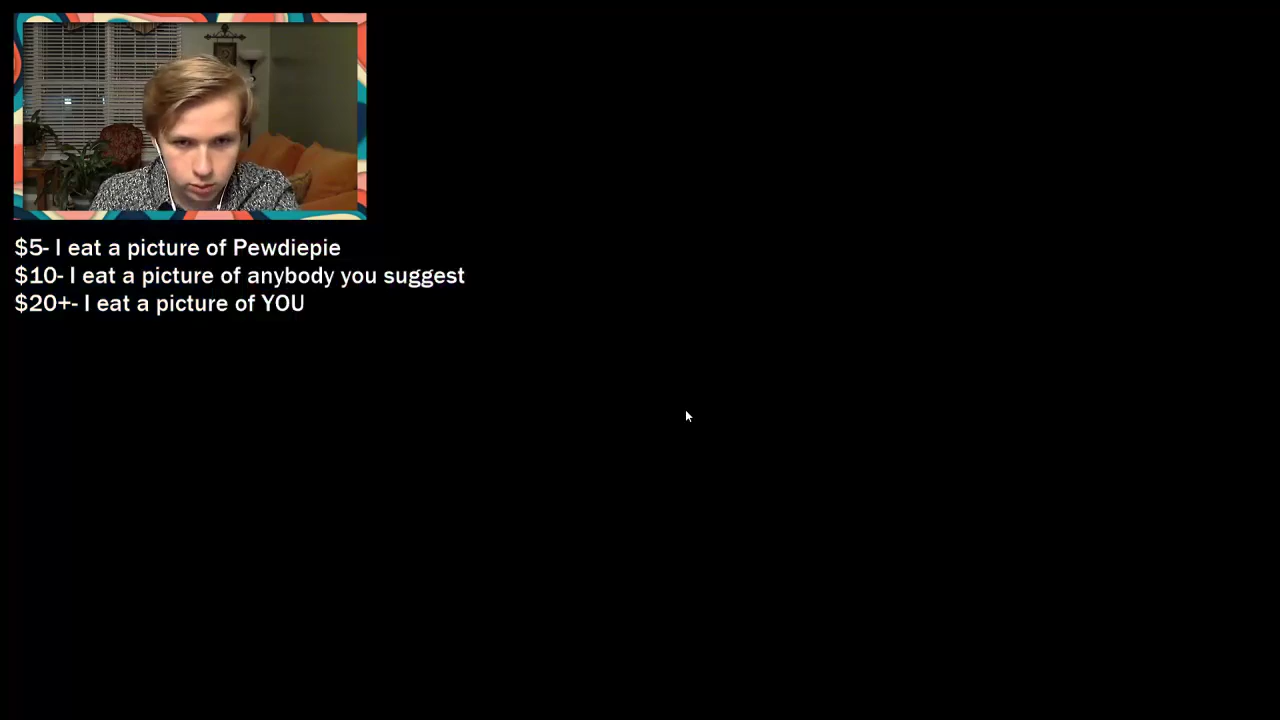 $5- I eat a picture of Pewdiepie
$10- I eat a picture of anybody you suggest
$20+- I eat a picture of YOU